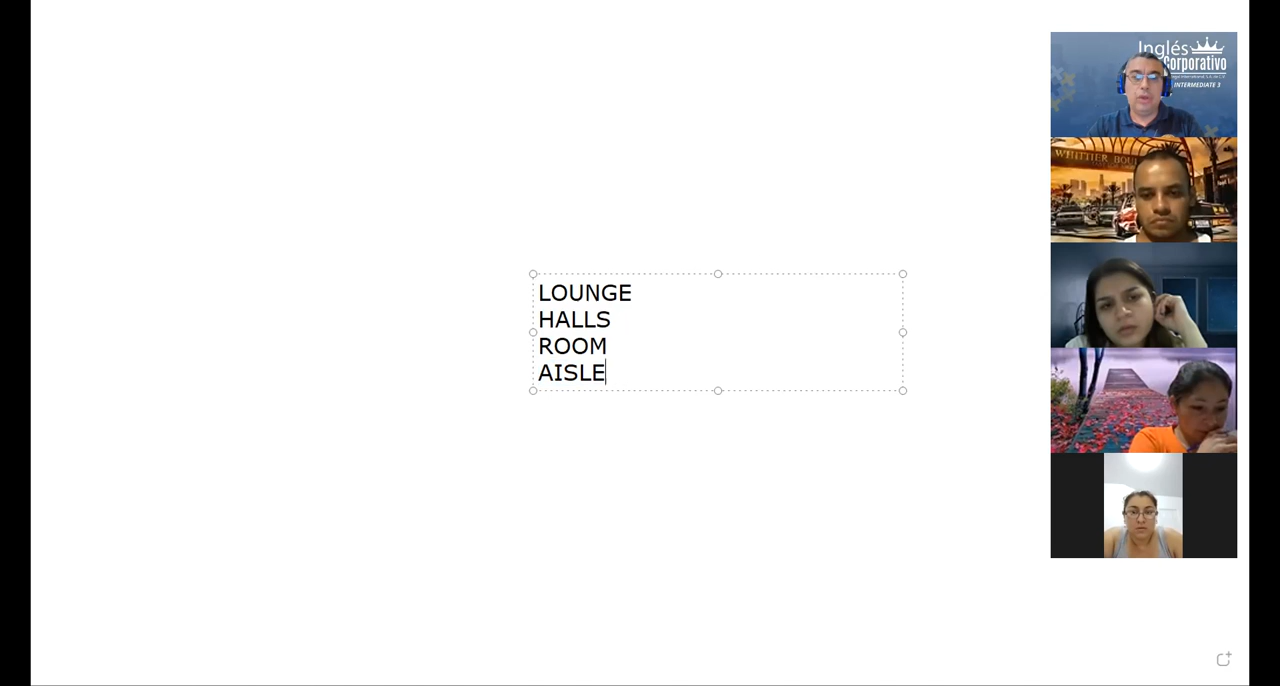 LOUNGE
HALLS
ROOM
AISLE
Inglés
Corporativo
INTERMEDIATE 3
WHITTIER BOU